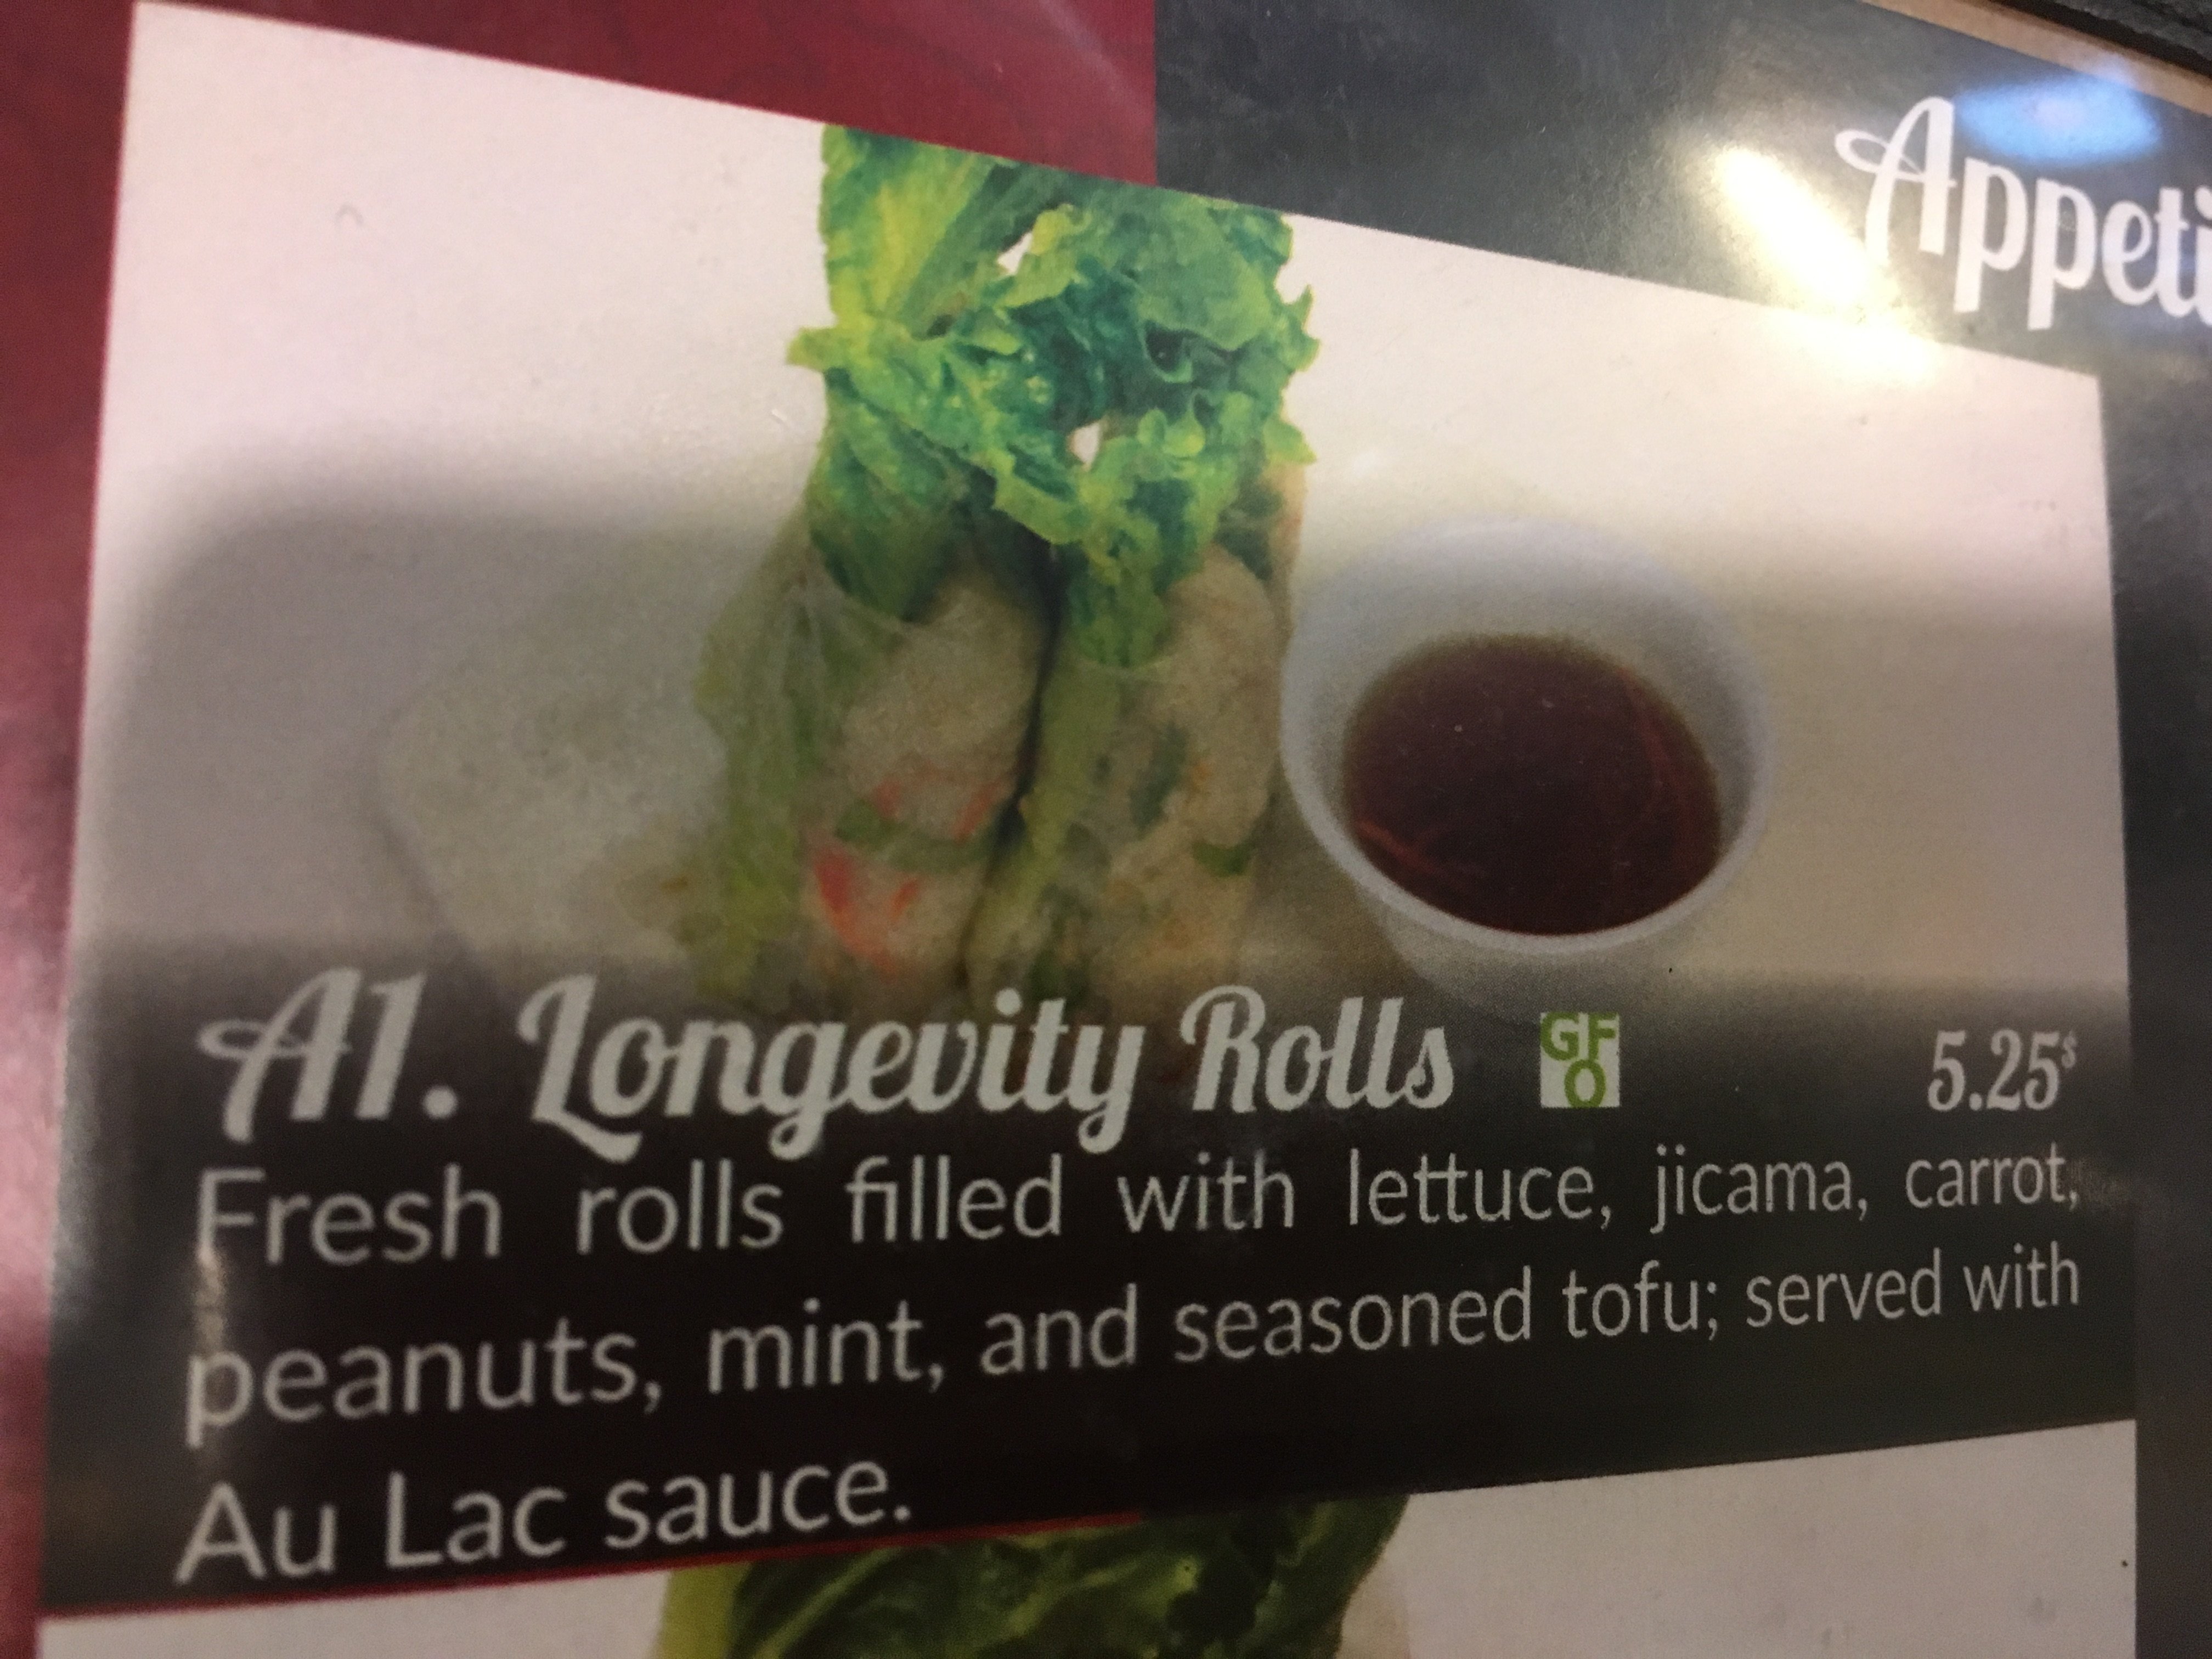 Appeti
A1. Longevity Rolls GF O 5.25$
Fresh rolls filled with lettuce, jicama, carrot,
peanuts, mint, and seasoned tofu; served with
Au Lac sauce.